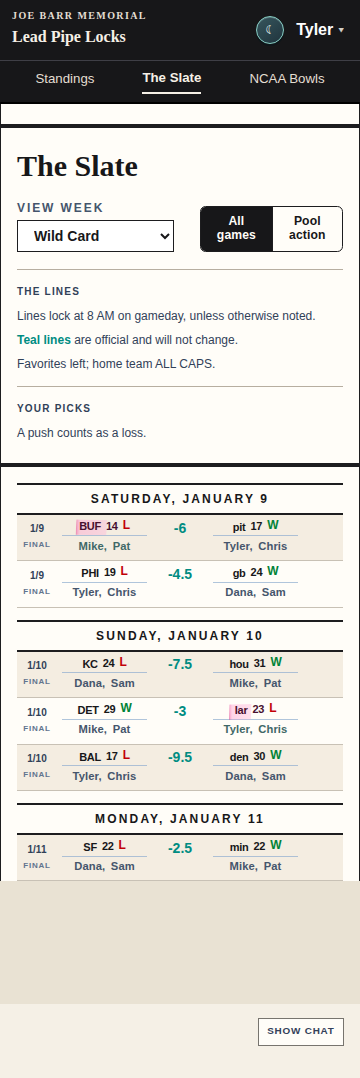 JOE BARR MEMORIAL
Lead Pipe Locks
Tyler
Standings The Slate NCAA Bowls
The Slate
VIEW WEEK
Wild Card
All games
Pool action
THE LINES
Lines lock at 8 AM on gameday, unless otherwise noted.
Teal lines are official and will not change.
Favorites left; home team ALL CAPS.
YOUR PICKS
A push counts as a loss.
SATURDAY, JANUARY 9
1/9 BUF 14 L -6 pit 17 W
FINAL Mike, Pat Tyler, Chris
1/9 PHI 19 L -4.5 gb 24 W
FINAL Tyler, Chris Dana, Sam
SUNDAY, JANUARY 10
1/10 KC 24 L -7.5 hou 31 W
FINAL Dana, Sam Mike, Pat
1/10 DET 29 W -3 lar 23 L
FINAL Mike, Pat Tyler, Chris
1/10 BAL 17 L -9.5 den 30 W
FINAL Tyler, Chris Dana, Sam
MONDAY, JANUARY 11
1/11 SF 22 L -2.5 min 22 W
FINAL Dana, Sam Mike, Pat
SHOW CHAT